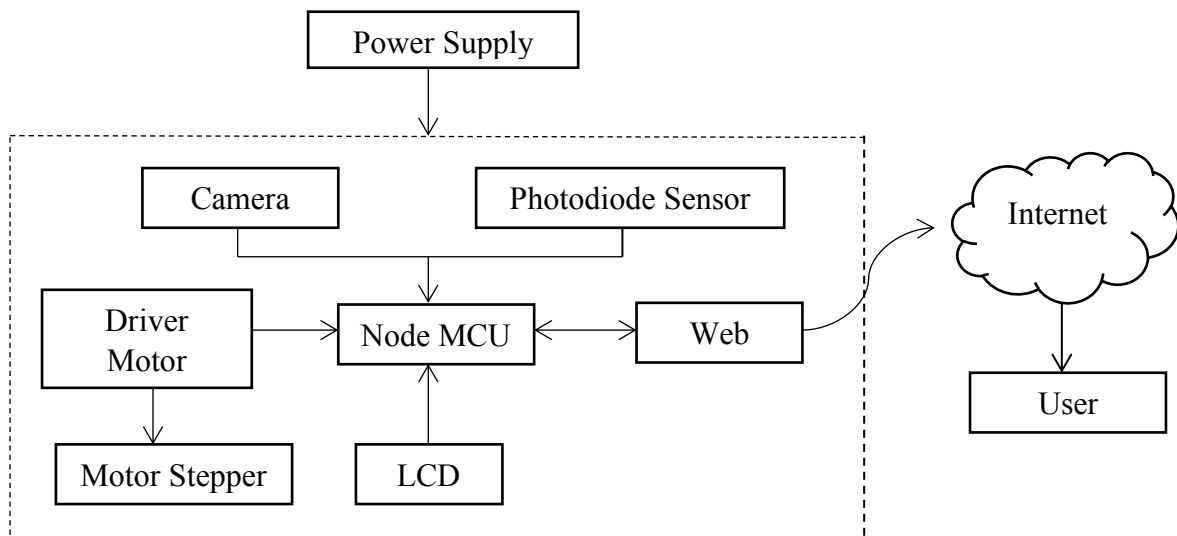 Power Supply
Camera
Photodiode Sensor
Internet
Driver
Motor
Node MCU
Web
User
Motor Stepper
LCD